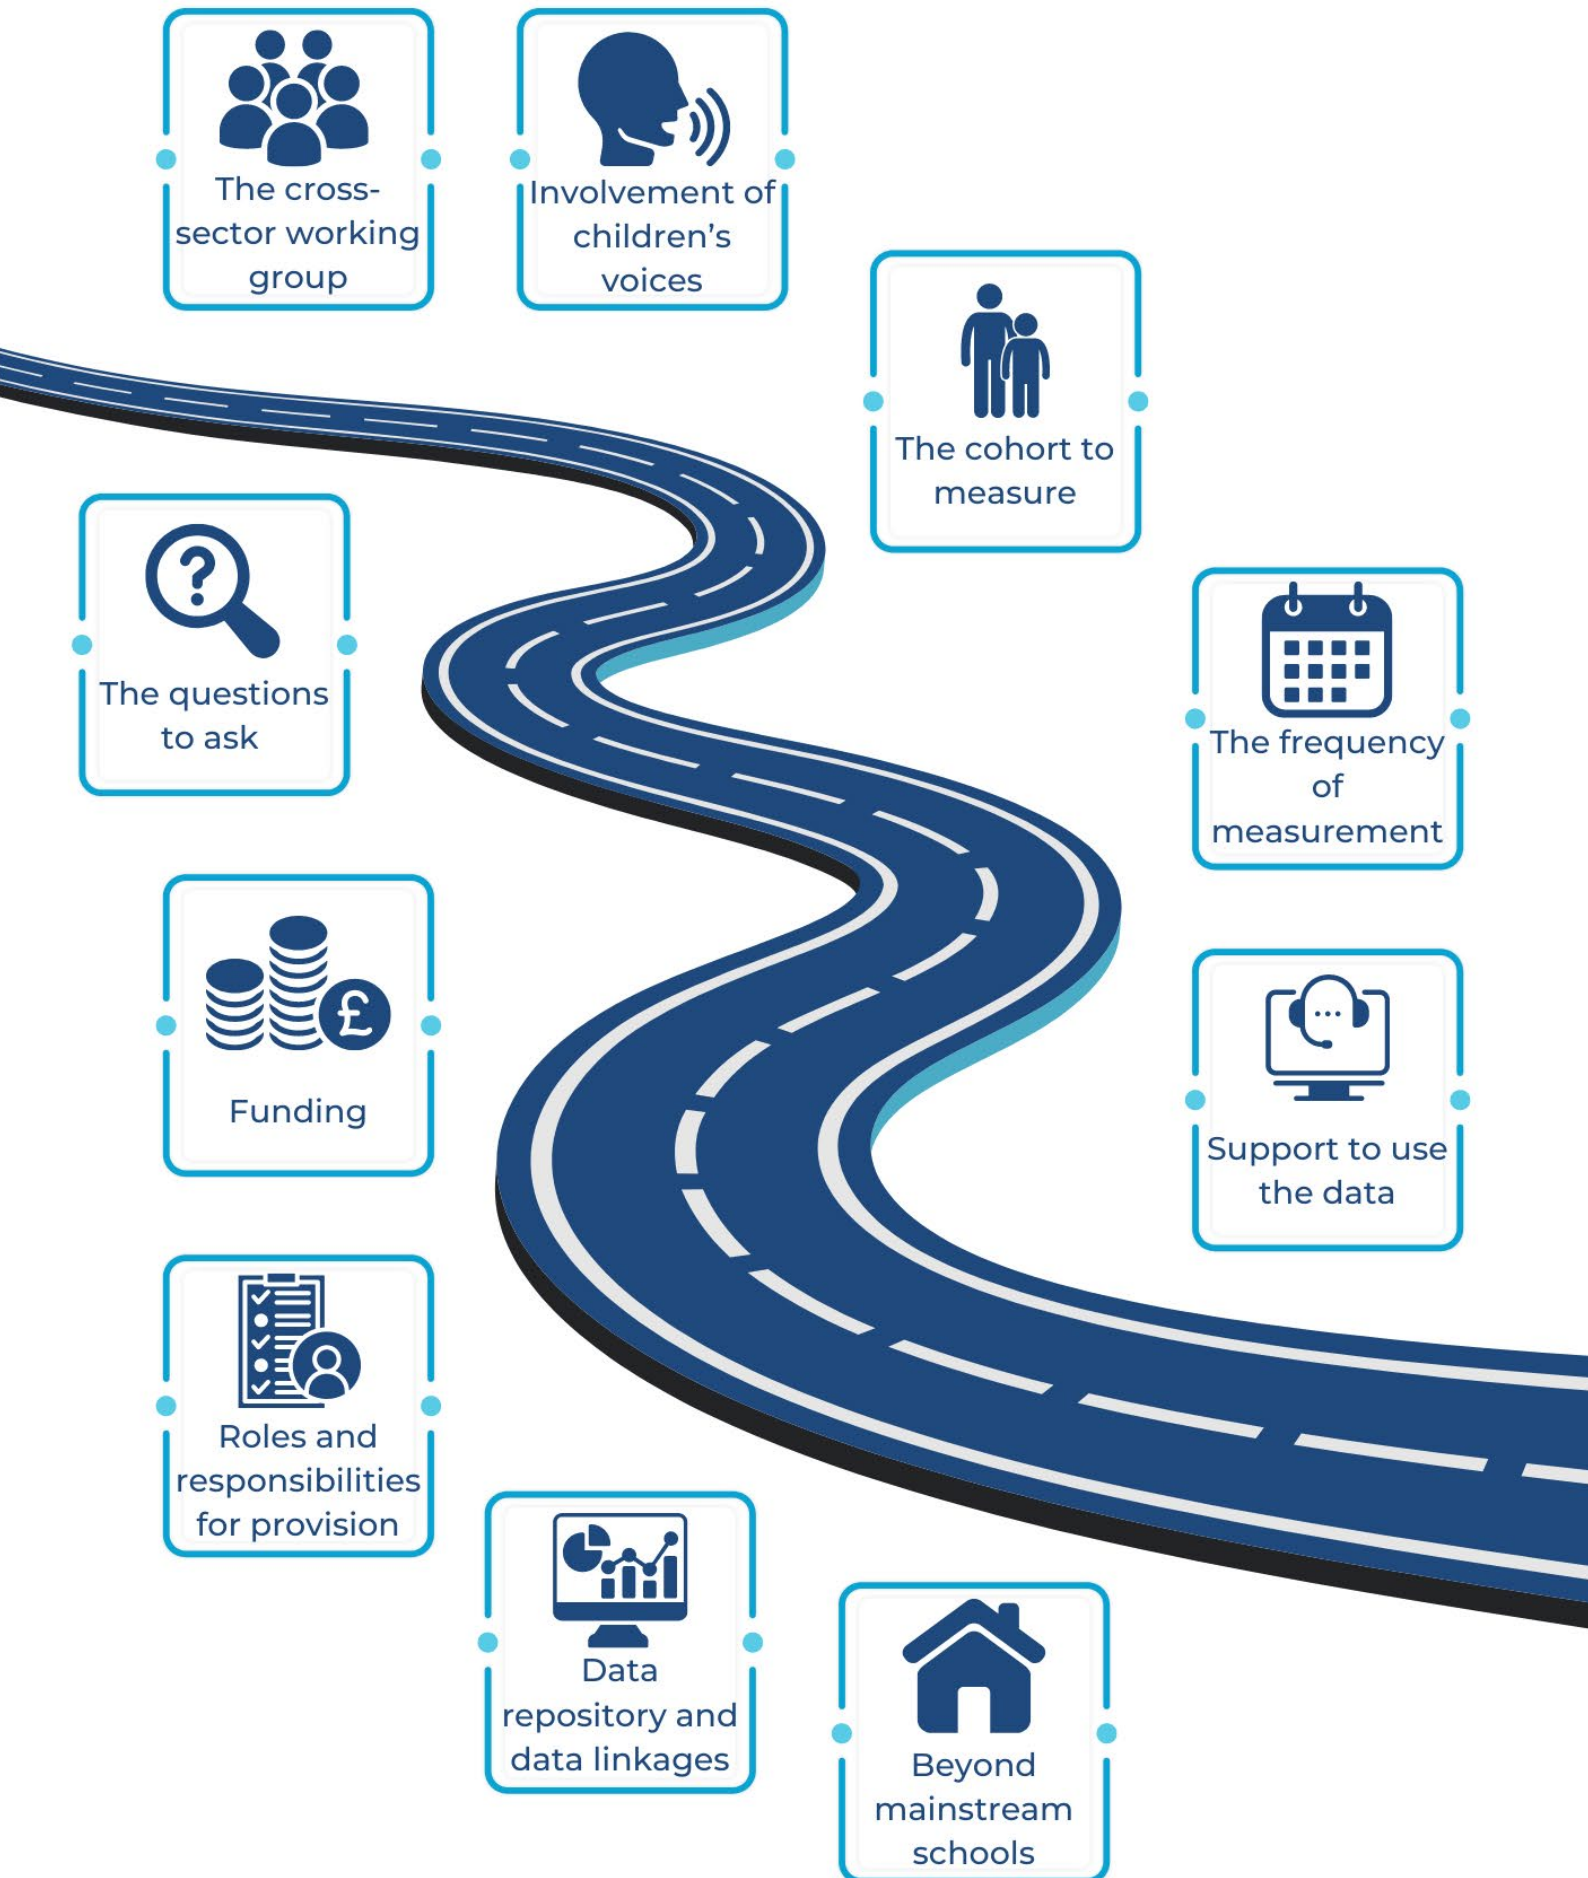 The cross-
sector working
group
Involvement of
children’s
voices
The cohort to
measure
?
The questions
to ask
The frequency
of
measurement
£
Funding
Support to use
the data
Roles and
responsibilities
for provision
Data
repository and
data linkages
Beyond
mainstream
schools